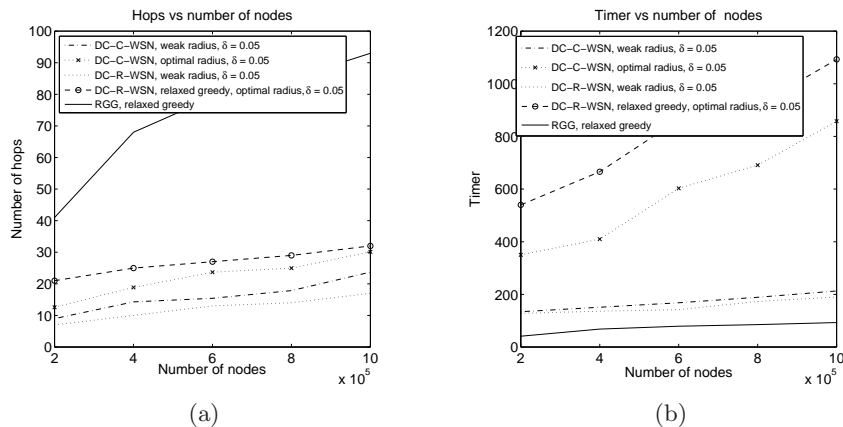 Hops vs number of nodes
100
90
80
70
60
50
40
30
20
10
0
Number of hops
DC−C−WSN, weak radius, δ = 0.05
DC−C−WSN, optimal radius, δ = 0.05
DC−R−WSN, weak radius, δ = 0.05
DC−R−WSN, relaxed greedy, optimal radius, δ = 0.05
RGG, relaxed greedy
2 4 6 8 10
Number of nodes
x 10^5
(a)
Timer vs number of nodes
1200
1000
800
600
400
200
0
Timer
DC−C−WSN, weak radius, δ = 0.05
DC−C−WSN, optimal radius, δ = 0.05
DC−R−WSN, weak radius, δ = 0.05
DC−R−WSN, relaxed greedy, optimal radius, δ = 0.05
RGG, relaxed greedy
2 4 6 8 10
Number of nodes
x 10^5
(b)